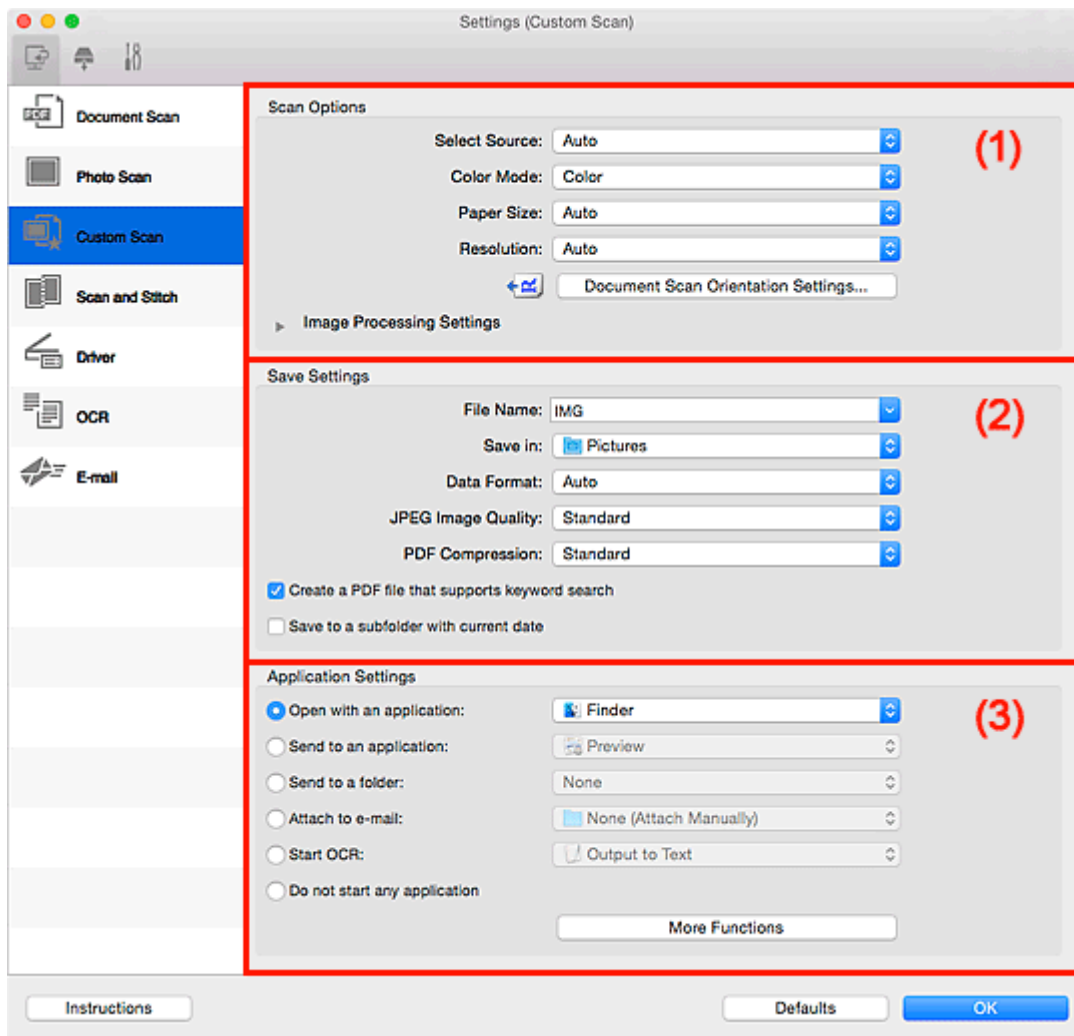 Settings (Custom Scan)
Document Scan
Photo Scan
Custom Scan
Scan and Stitch
Driver
OCR
E-mail
Scan Options
(1)
Select Source: Auto
Color Mode: Color
Paper Size: Auto
Resolution: Auto
Document Scan Orientation Settings...
Image Processing Settings
Save Settings
(2)
File Name: IMG
Save in: Pictures
Data Format: Auto
JPEG Image Quality: Standard
PDF Compression: Standard
Create a PDF file that supports keyword search
Save to a subfolder with current date
Application Settings
(3)
Open with an application: Finder
Send to an application: Preview
Send to a folder: None
Attach to e-mail: None (Attach Manually)
Start OCR: Output to Text
Do not start any application
More Functions
Instructions
Defaults
OK